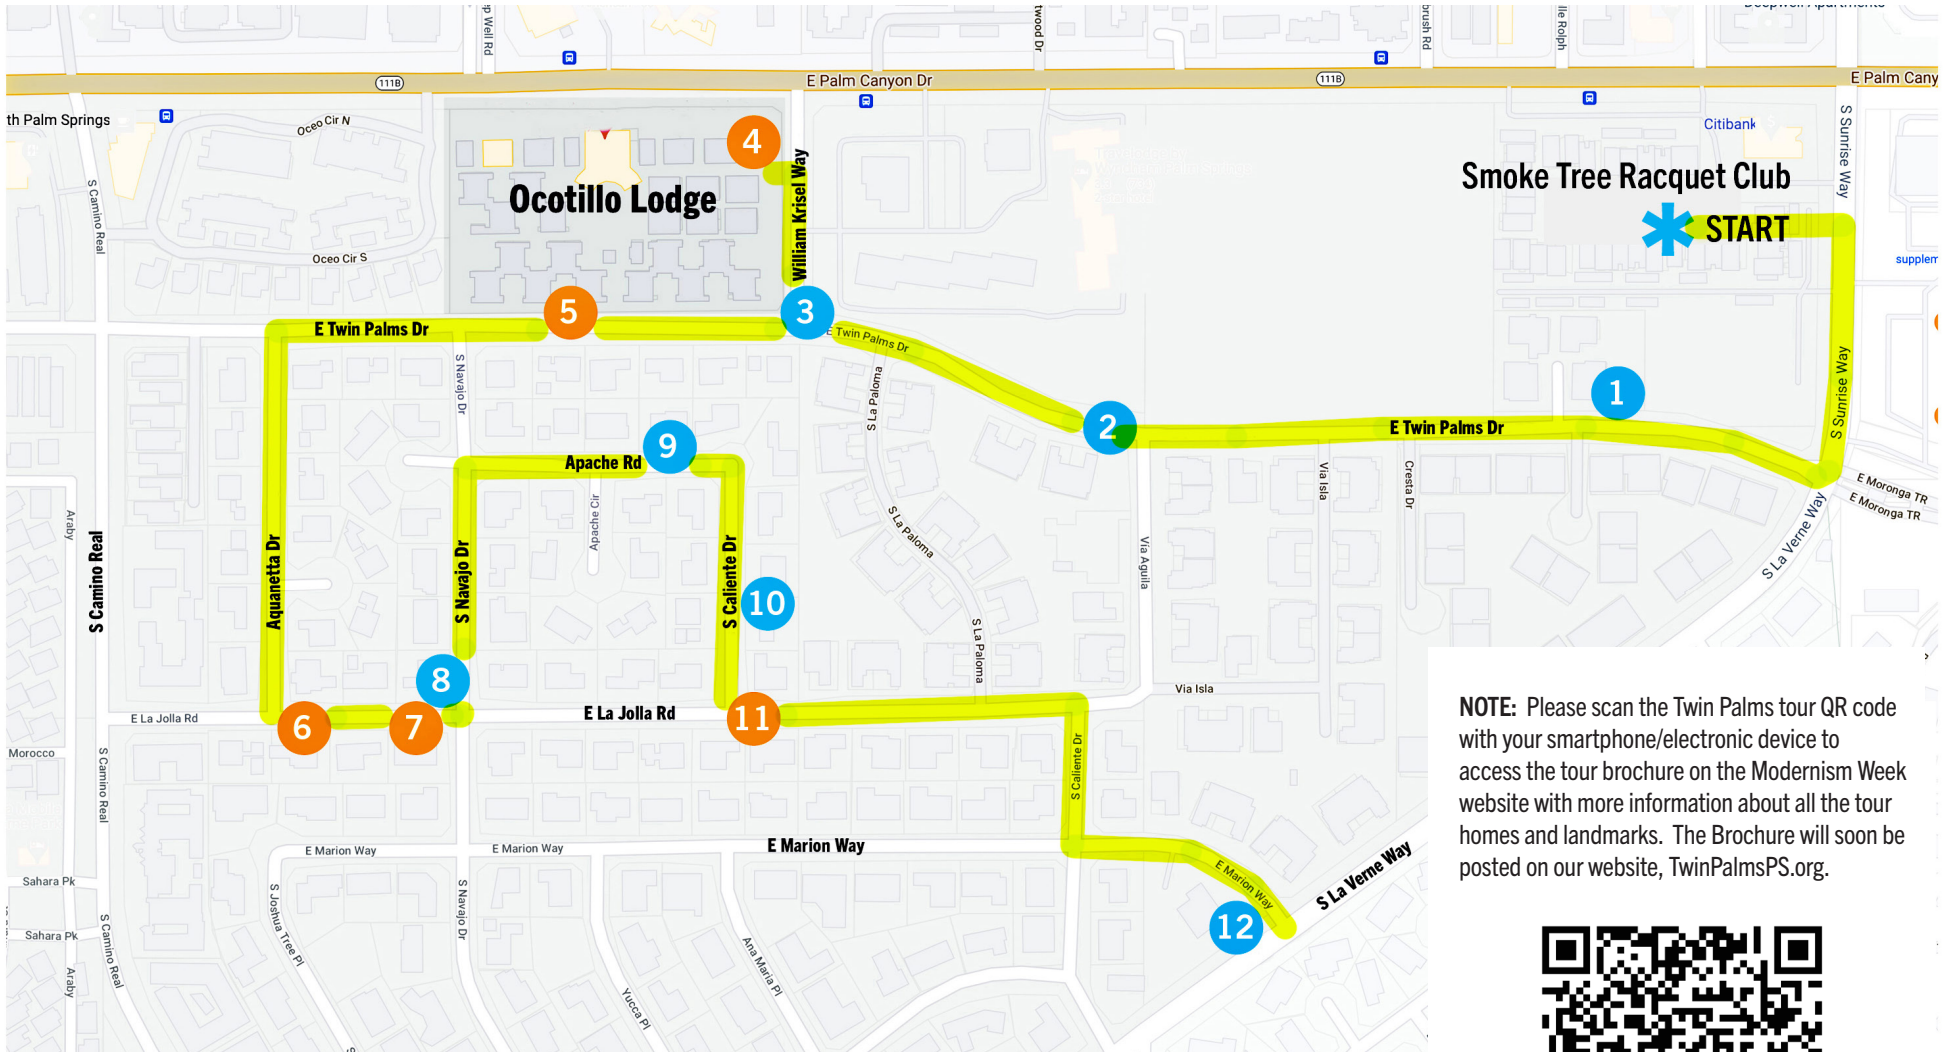 Deepwell Apartments
E Palm Canyon Dr
111B
111B
E Palm Cany
th Palm Springs
Oceo Cir N
Oceo Cir S
S Camino Real
Ocotillo Lodge
4
William Krisel Way
Citibank
S Sunrise Way
Smoke Tree Racquet Club
START
supplem
5
3
E Twin Palms Dr
E Twin Palms Dr
S Navajo Dr
S La Paloma
1
2
E Twin Palms Dr
S Sunrise Way
9
Apache Rd
Apache Cir
Via Isla
Cresta Dr
E Moronga TR
E Moronga TR
S La Verne Way
S La Paloma
Araby
S Camino Real
Aquanetta Dr
S Navajo Dr
S Caliente Dr
10
Via Aguila
S La Paloma
8
Via Isla
E La Jolla Rd
6
7
E La Jolla Rd
11
Morocco
S Camino Real
S Caliente Dr
E Marion Way
E Marion Way
E Marion Way
E Marion Way
S La Verne Way
12
Sahara Pk
Sahara Pk
S Camino Real
Araby
S Joshua Tree Pl
S Navajo Dr
Yucca Pl
Ana Maria Pl
NOTE: Please scan the Twin Palms tour QR code
with your smartphone/electronic device to
access the tour brochure on the Modernism Week
website with more information about all the tour
homes and landmarks. The Brochure will soon be
posted on our website, TwinPalmsPS.org.